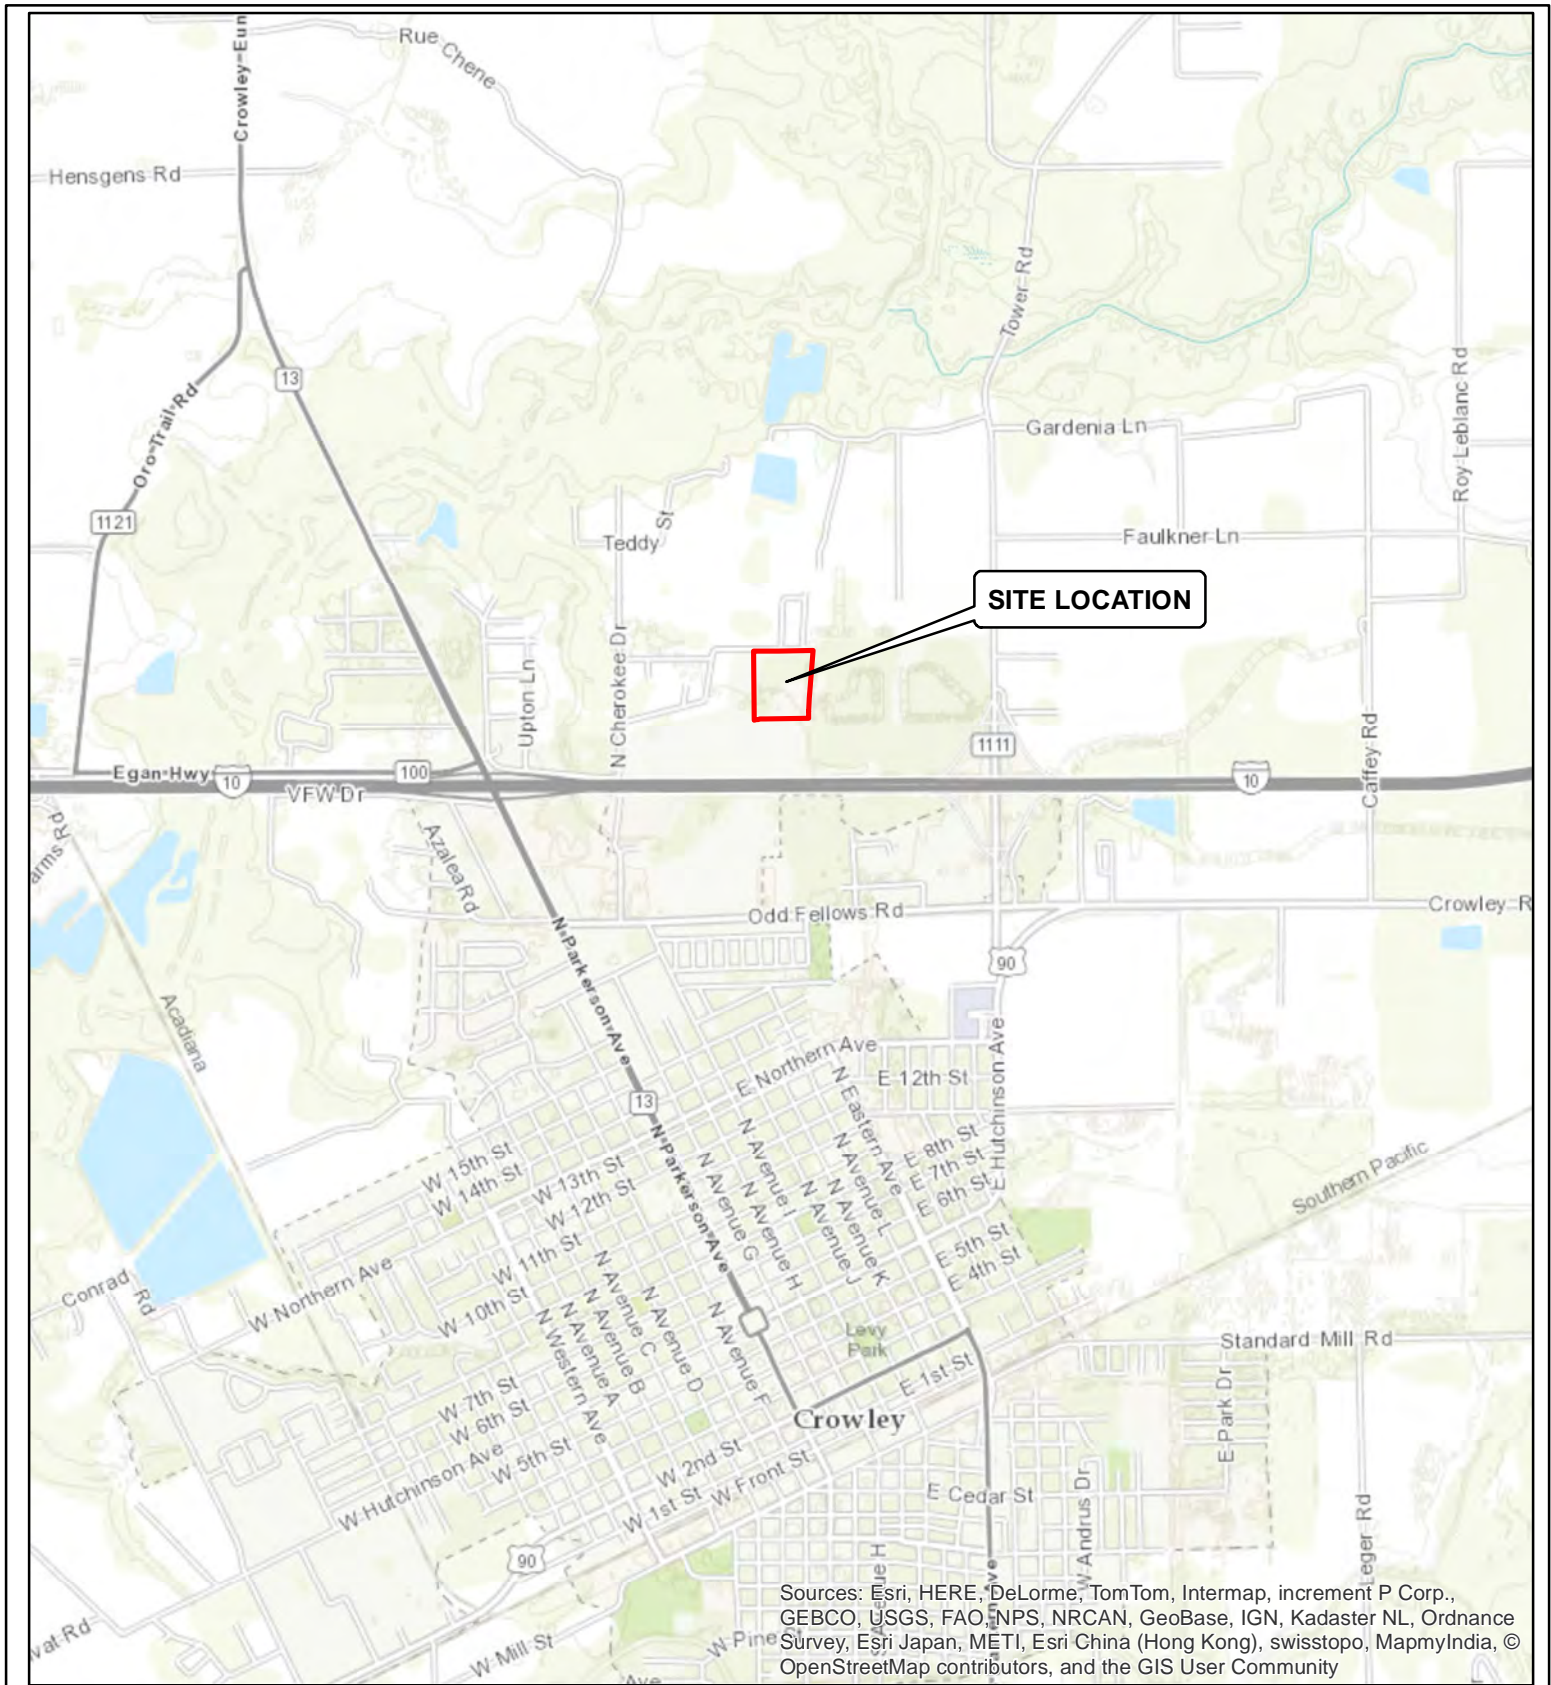 Crowley-Eun
Rue Chene
Hensgens Rd
Tower Rd
13
Oro-Trail-Rd
Roy-Leblanc-Rd
Gardenia Ln
1121
Teddy St
Faulkner-Ln
SITE LOCATION
N Cherokee Dr
Upton Ln
1111
Caffey Rd
Egan-Hwy
10
100
10
VFW Dr
arms Rd
Azalea Rd
Odd Fellows Rd
Crowley R
N-Parkerson-Ave
90
Acadiana
E Northern Ave
E 12th St
N Eastern Ave
E Hutchinson Ave
13
N-Parkerson-Ave
W 15th St
W 14th St
W 13th St
W 12th St
W 11th St
W 10th St
N Avenue I
N Avenue G
N Avenue H
N Avenue J
N Avenue K
N Avenue L
E 8th St
E 7th St
E 6th St
E 5th St
E 4th St
Southern Pacific
Conrad Rd
W Northern Ave
N Western Ave
N Avenue A
N Avenue B
N Avenue C
N Avenue D
N Avenue F
Levy
Park
Standard Mill Rd
E 1st St
Crowley
W 7th St
W 6th St
W Hutchinson Ave
W 5th St
W 2nd St
W 1st St
W Front St
E Park Dr
E Cedar St
W Andrus Dr
Leger Rd
90
S Avenue H
wat-Rd
W Mill St
W Pine St
Ave
Sources: Esri, HERE, DeLorme, TomTom, Intermap, increment P Corp.,
GEBCO, USGS, FAO, NPS, NRCAN, GeoBase, IGN, Kadaster NL, Ordnance
Survey, Esri Japan, METI, Esri China (Hong Kong), swisstopo, MapmyIndia, ©
OpenStreetMap contributors, and the GIS User Community